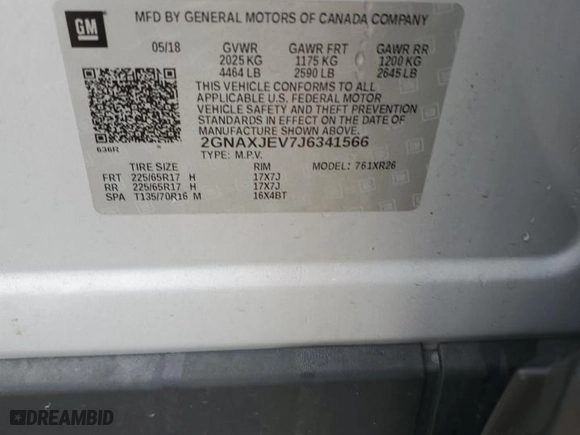 GM
MFD BY GENERAL MOTORS OF CANADA COMPANY
05/18 GVWR GAWR FRT GAWR RR
2025 KG 1175 KG 1200 KG
4464 LB 2590 LB 2645 LB
THIS VEHICLE CONFORMS TO ALL
APPLICABLE U.S. FEDERAL MOTOR
VEHICLE SAFETY AND THEFT PREVENTION
STANDARDS IN EFFECT ON THE DATE OF
MANUFACTURE SHOWN ABOVE.
636R 2GNAXJEV7J6341566
TYPE: M.P.V. MODEL: 761XR26
TIRE SIZE RIM
FRT 225/65R17 H 17X7J
RR 225/65R17 H 17X7J
SPA T135/70R16 M 16X4BT
DREAMBID